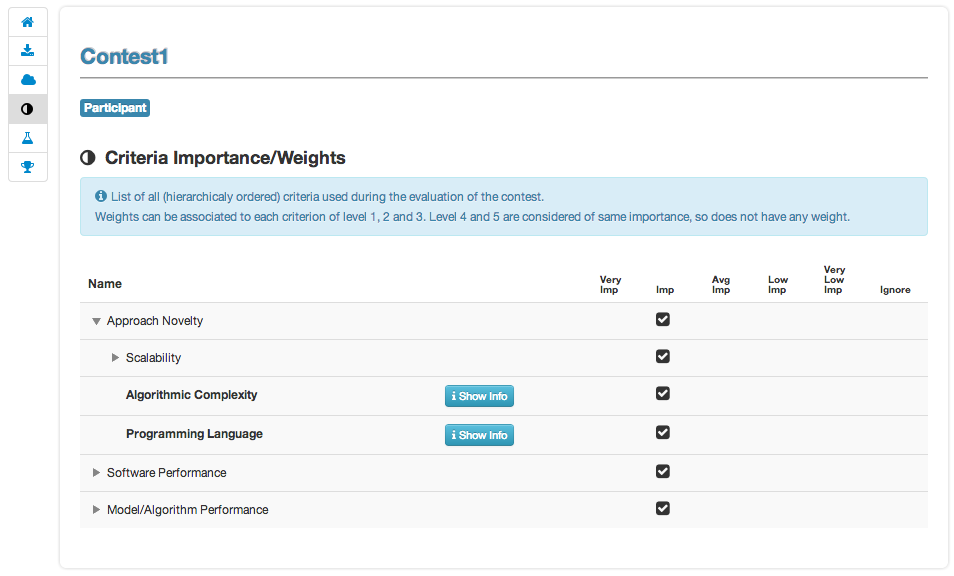 Contest1
Participant
Criteria Importance/Weights
List of all (hierarchicaly ordered) criteria used during the evaluation of the contest.
Weights can be associated to each criterion of level 1, 2 and 3. Level 4 and 5 are considered of same importance, so does not have any weight.
Name Very Imp Imp Avg Imp Low Imp Very Low Imp Ignore
Approach Novelty
Scalability
Algorithmic Complexity Show Info
Programming Language Show Info
Software Performance
Model/Algorithm Performance